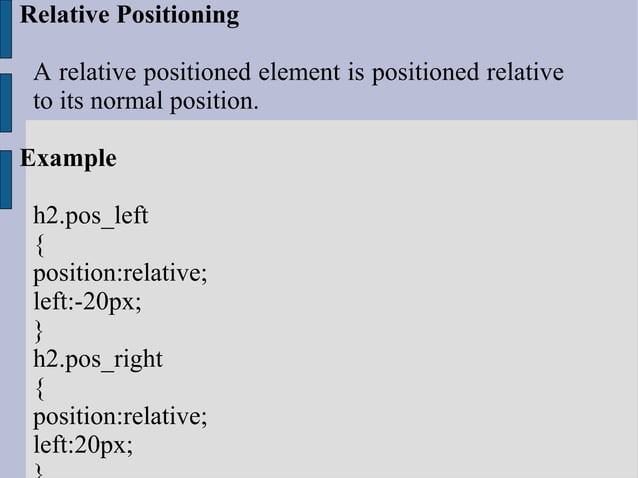 Relative Positioning
A relative positioned element is positioned relative
to its normal position.
Example
h2.pos_left
{
position:relative;
left:-20px;
}
h2.pos_right
{
position:relative;
left:20px;
}